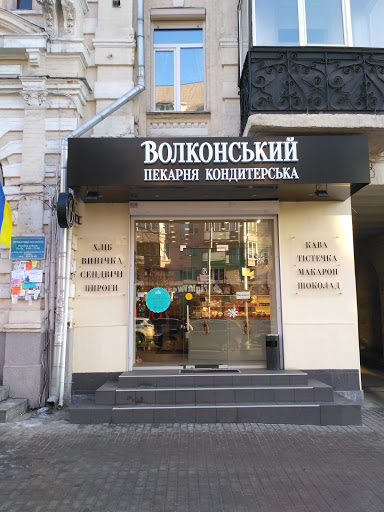 ВОЛКОНСЬКИЙ
ПЕКАРНЯ КОНДИТЕРСЬКА
ХЛІБ
ВИПІЧКА
СЕНДВІЧІ
ПИРОГИ
КАВА
ТІСТЕЧКА
МАКАРОН
ШОКОЛАД